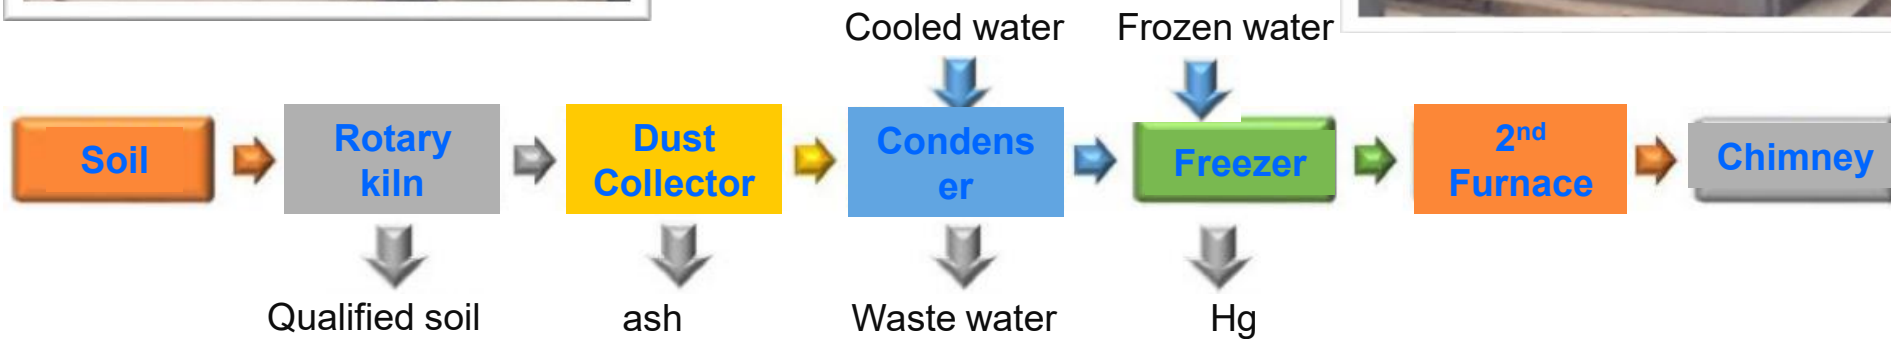 Cooled water
Frozen water
Soil
Rotary
kiln
Dust
Collector
Condens
er
Freezer
2nd
Furnace
Chimney
Qualified soil
ash
Waste water
Hg